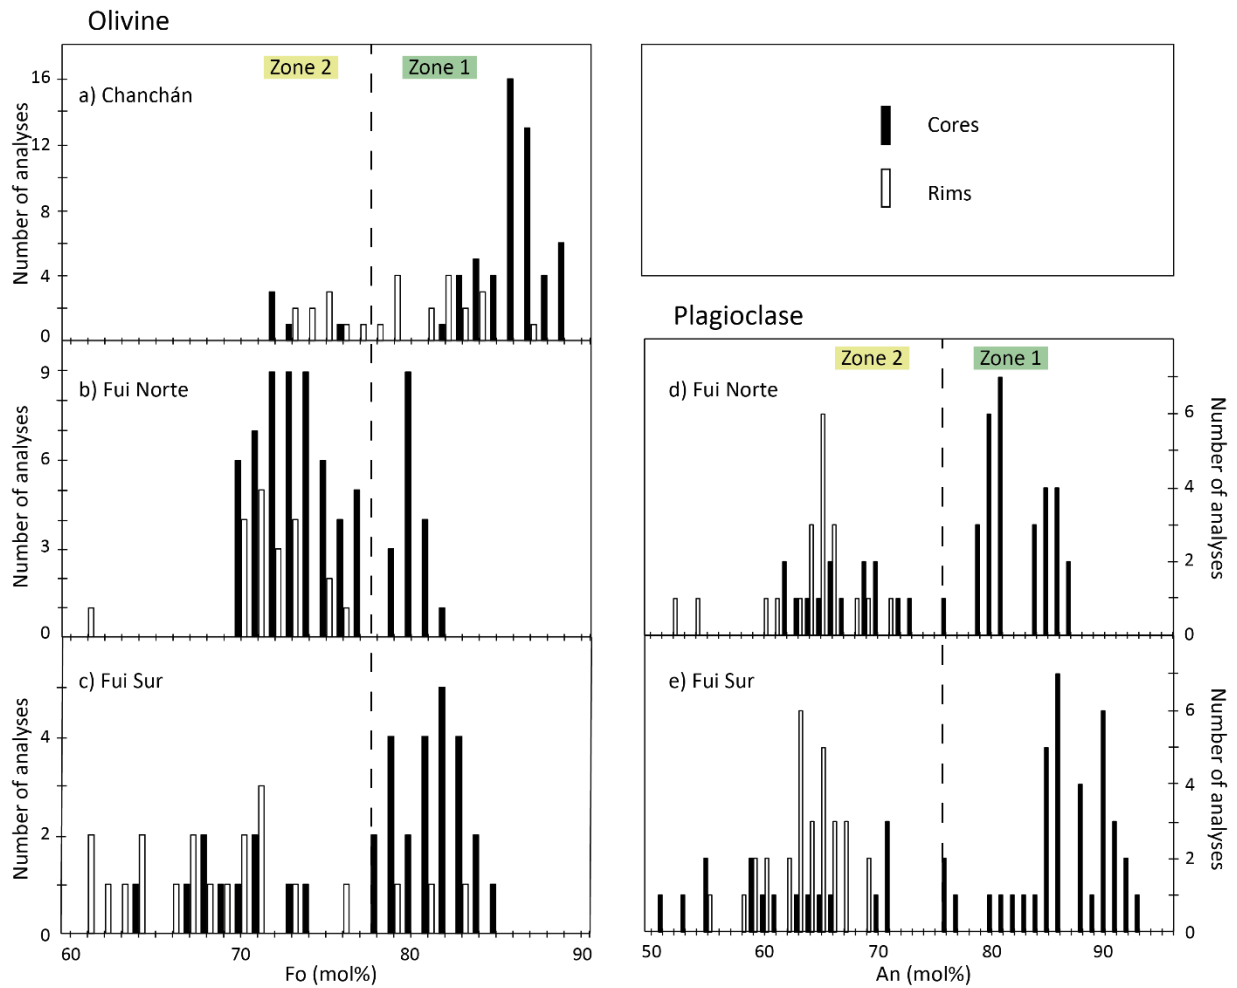 Olivine
Zone 2
Zone 1
a) Chanchán
Number of analyses
16
12
8
4
0
Cores
Rims
b) Fui Norte
Number of analyses
9
6
3
0
c) Fui Sur
Number of analyses
4
2
0
60
70
80
90
Fo (mol%)
Plagioclase
Zone 2
Zone 1
d) Fui Norte
Number of analyses
6
4
2
0
e) Fui Sur
Number of analyses
6
4
2
0
50
60
70
80
90
An (mol%)